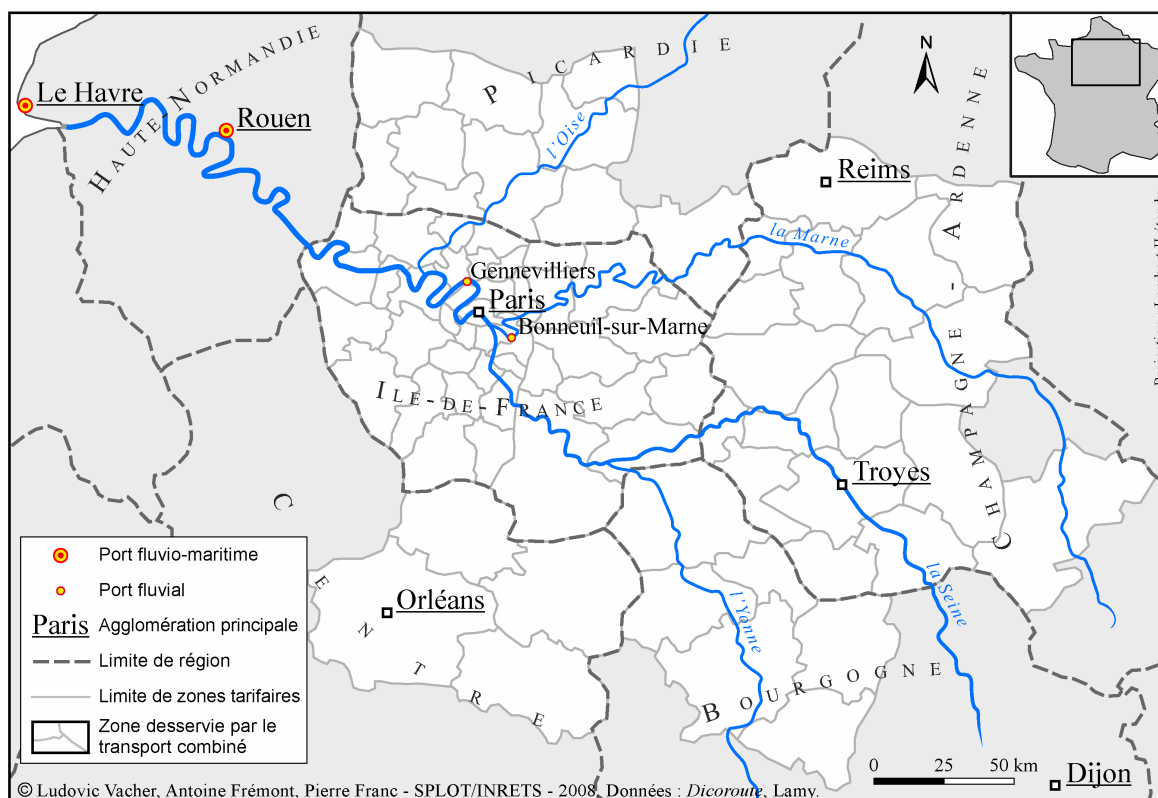 HAUTE-NORMANDIE
PICARDIE
N
Le Havre
Rouen
l'Oise
Reims
CHAMPAGNE-ARDENNE
la Marne
Gennevilliers
Paris
Bonneuil-sur-Marne
ILE-DE-FRANCE
Troyes
la Seine
l'Yonne
CENTRE
Orléans
BOURGOGNE
Dijon
Port fluvio-maritime
Port fluvial
Paris Agglomération principale
Limite de région
Limite de zones tarifaires
Zone desservie par le
transport combiné
0 25 50 km
© Ludovic Vacher, Antoine Frémont, Pierre Franc - SPLOT/INRETS - 2008, Données : Dicoroute, Lamy.